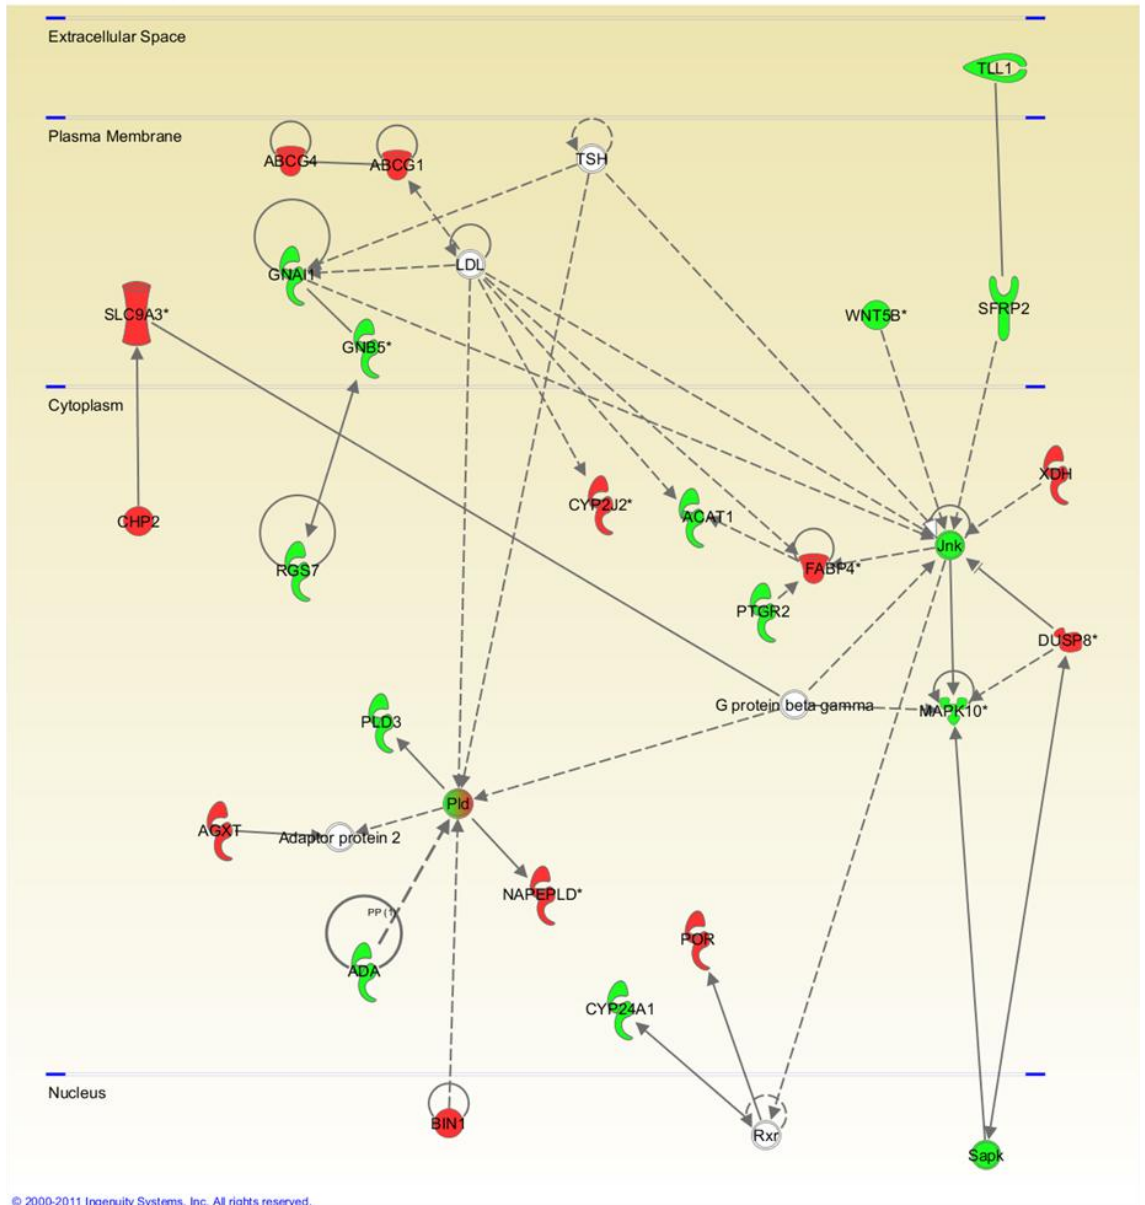 Extracellular Space
TLL1
Plasma Membrane
ABCG4
ABCG1
TSH
LDL
GNAI1
SLC9A3*
WNT5B*
SFRP2
GNB5*
Cytoplasm
XDH
CYP2J2*
ACAT1
CHP2
Jnk
RGS7
FABP4*
PTGR2
DUSP8*
G protein beta gamma
MAPK10*
PLD3
Pld
AGXT
Adaptor protein 2
NAPEPLD*
PP (1)
POR
ADA
CYP24A1
Nucleus
BIN1
Rxr
Sapk
© 2000-2011 Ingenuity Systems, Inc. All rights reserved.